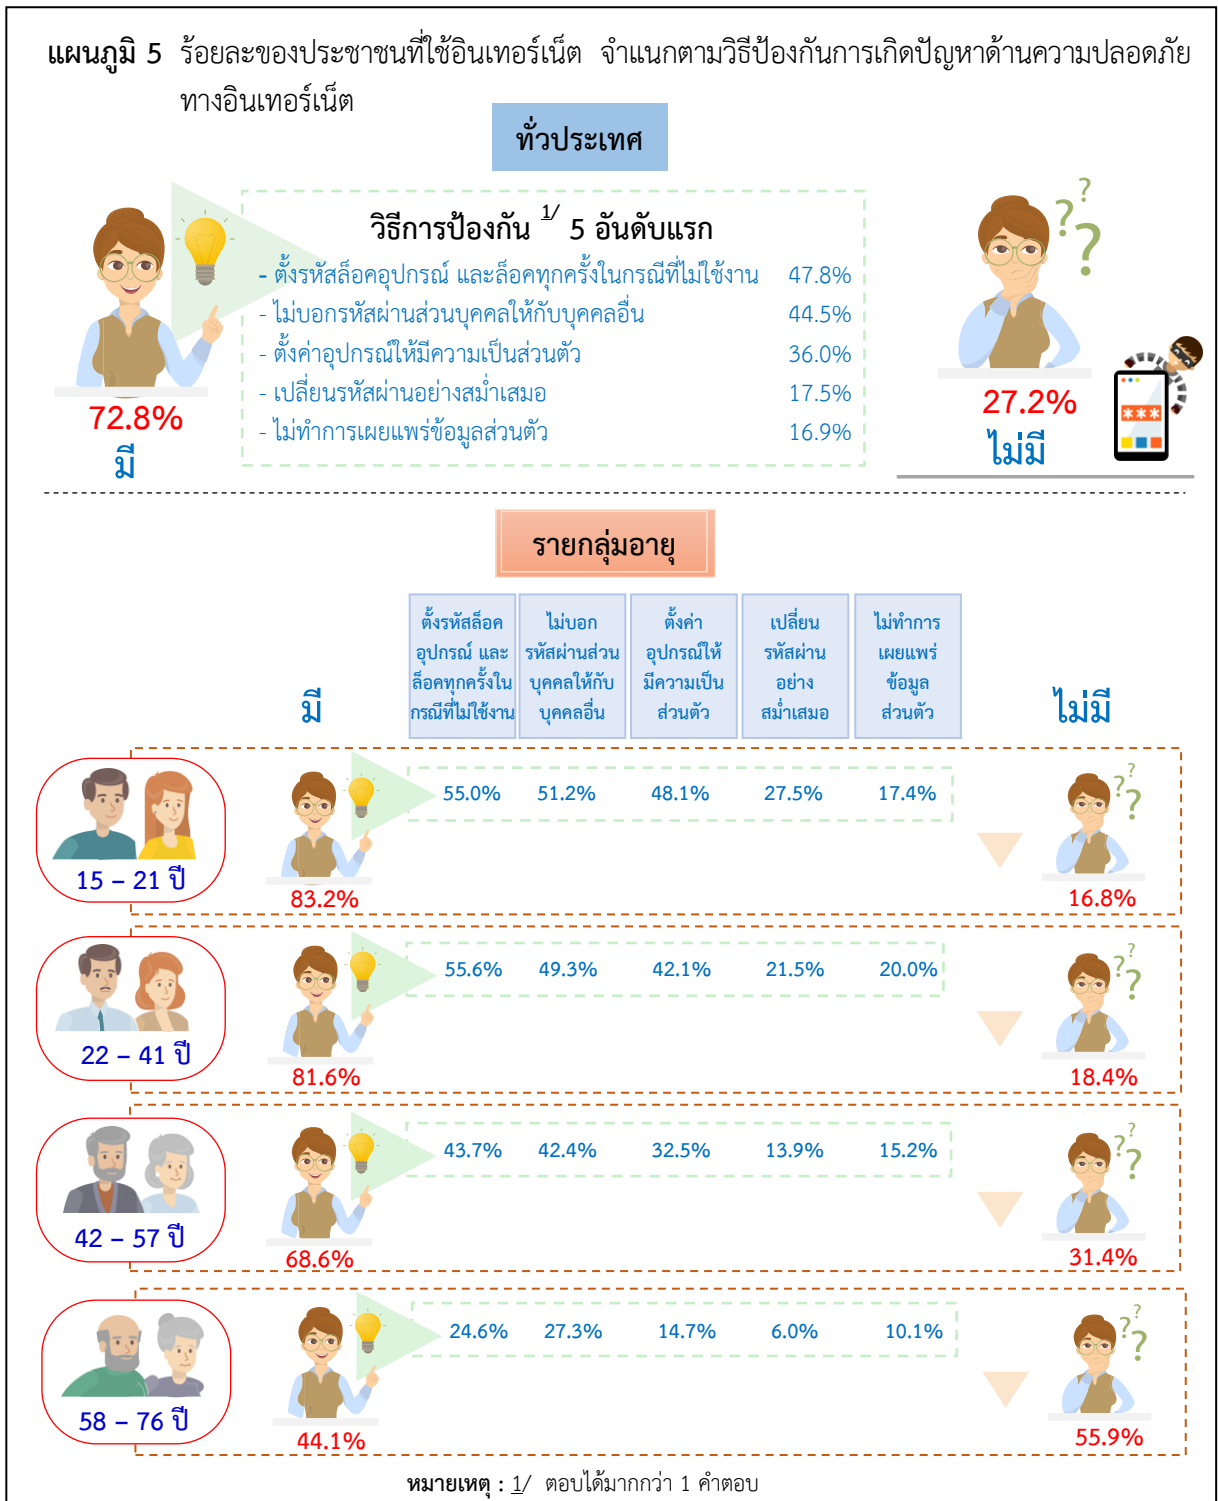 แผนภูมิ 5 ร้อยละของประชาชนที่ใช้อินเทอร์เน็ต จำแนกตามวิธีป้องกันการเกิดปัญหาด้านความปลอดภัย
ทางอินเทอร์เน็ต
ทั่วประเทศ
วิธีการป้องกัน 1/ 5 อันดับแรก
- ตั้งรหัสล็อคอุปกรณ์ และล็อคทุกครั้งในกรณีที่ไม่ใช้งาน 47.8%
- ไม่บอกรหัสผ่านส่วนบุคคลให้กับบุคคลอื่น 44.5%
- ตั้งค่าอุปกรณ์ให้มีความเป็นส่วนตัว 36.0%
- เปลี่ยนรหัสผ่านอย่างสม่ำเสมอ 17.5%
- ไม่ทำการเผยแพร่ข้อมูลส่วนตัว 16.9%
72.8%
มี
? ? ?
27.2%
ไม่มี
***
รายกลุ่มอายุ
มี
ตั้งรหัสล็อค
อุปกรณ์ และ
ล็อคทุกครั้งใน
กรณีที่ไม่ใช้งาน
ไม่บอก
รหัสผ่านส่วน
บุคคลให้กับ
บุคคลอื่น
ตั้งค่า
อุปกรณ์ให้
มีความเป็น
ส่วนตัว
เปลี่ยน
รหัสผ่าน
อย่าง
สม่ำเสมอ
ไม่ทำการ
เผยแพร่
ข้อมูล
ส่วนตัว
ไม่มี
15 – 21 ปี
83.2%
55.0% 51.2% 48.1% 27.5% 17.4%
? ? ?
16.8%
22 – 41 ปี
81.6%
55.6% 49.3% 42.1% 21.5% 20.0%
? ? ?
18.4%
42 – 57 ปี
68.6%
43.7% 42.4% 32.5% 13.9% 15.2%
? ? ?
31.4%
58 – 76 ปี
44.1%
24.6% 27.3% 14.7% 6.0% 10.1%
? ? ?
55.9%
หมายเหตุ : 1/ ตอบได้มากกว่า 1 คำตอบ